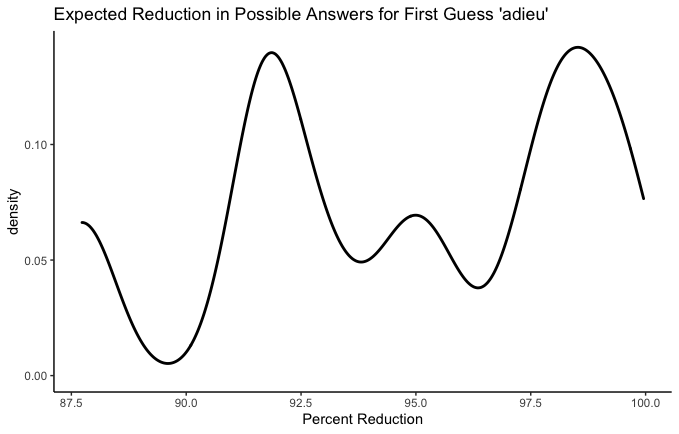 Expected Reduction in Possible Answers for First Guess 'adieu'
0.10
0.05
0.00
density
87.5 90.0 92.5 95.0 97.5 100.0
Percent Reduction